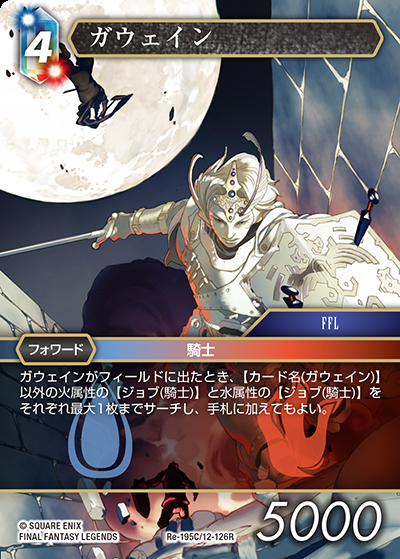 4
ガウェイン
FFL
フォワード
騎士
ガウェインがフィールドに出たとき、【カード名(ガウェイン)】
以外の火属性の【ジョブ(騎士)】と水属性の【ジョブ(騎士)】を
それぞれ最大1枚までサーチし、手札に加えてもよい。
© SQUARE ENIX
FINAL FANTASY LEGENDS
Re-195C/12-126R
5000